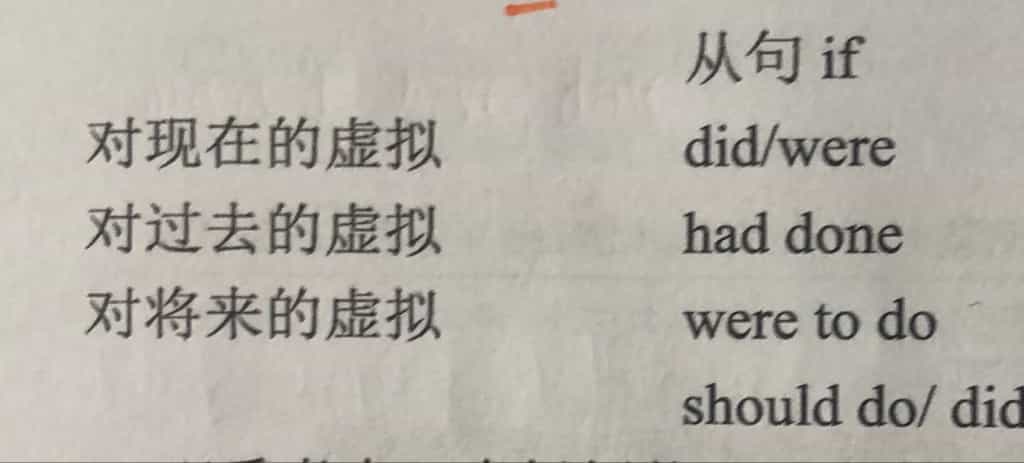 从句 if
对现在的虚拟 did/were
对过去的虚拟 had done
对将来的虚拟 were to do
should do/ did